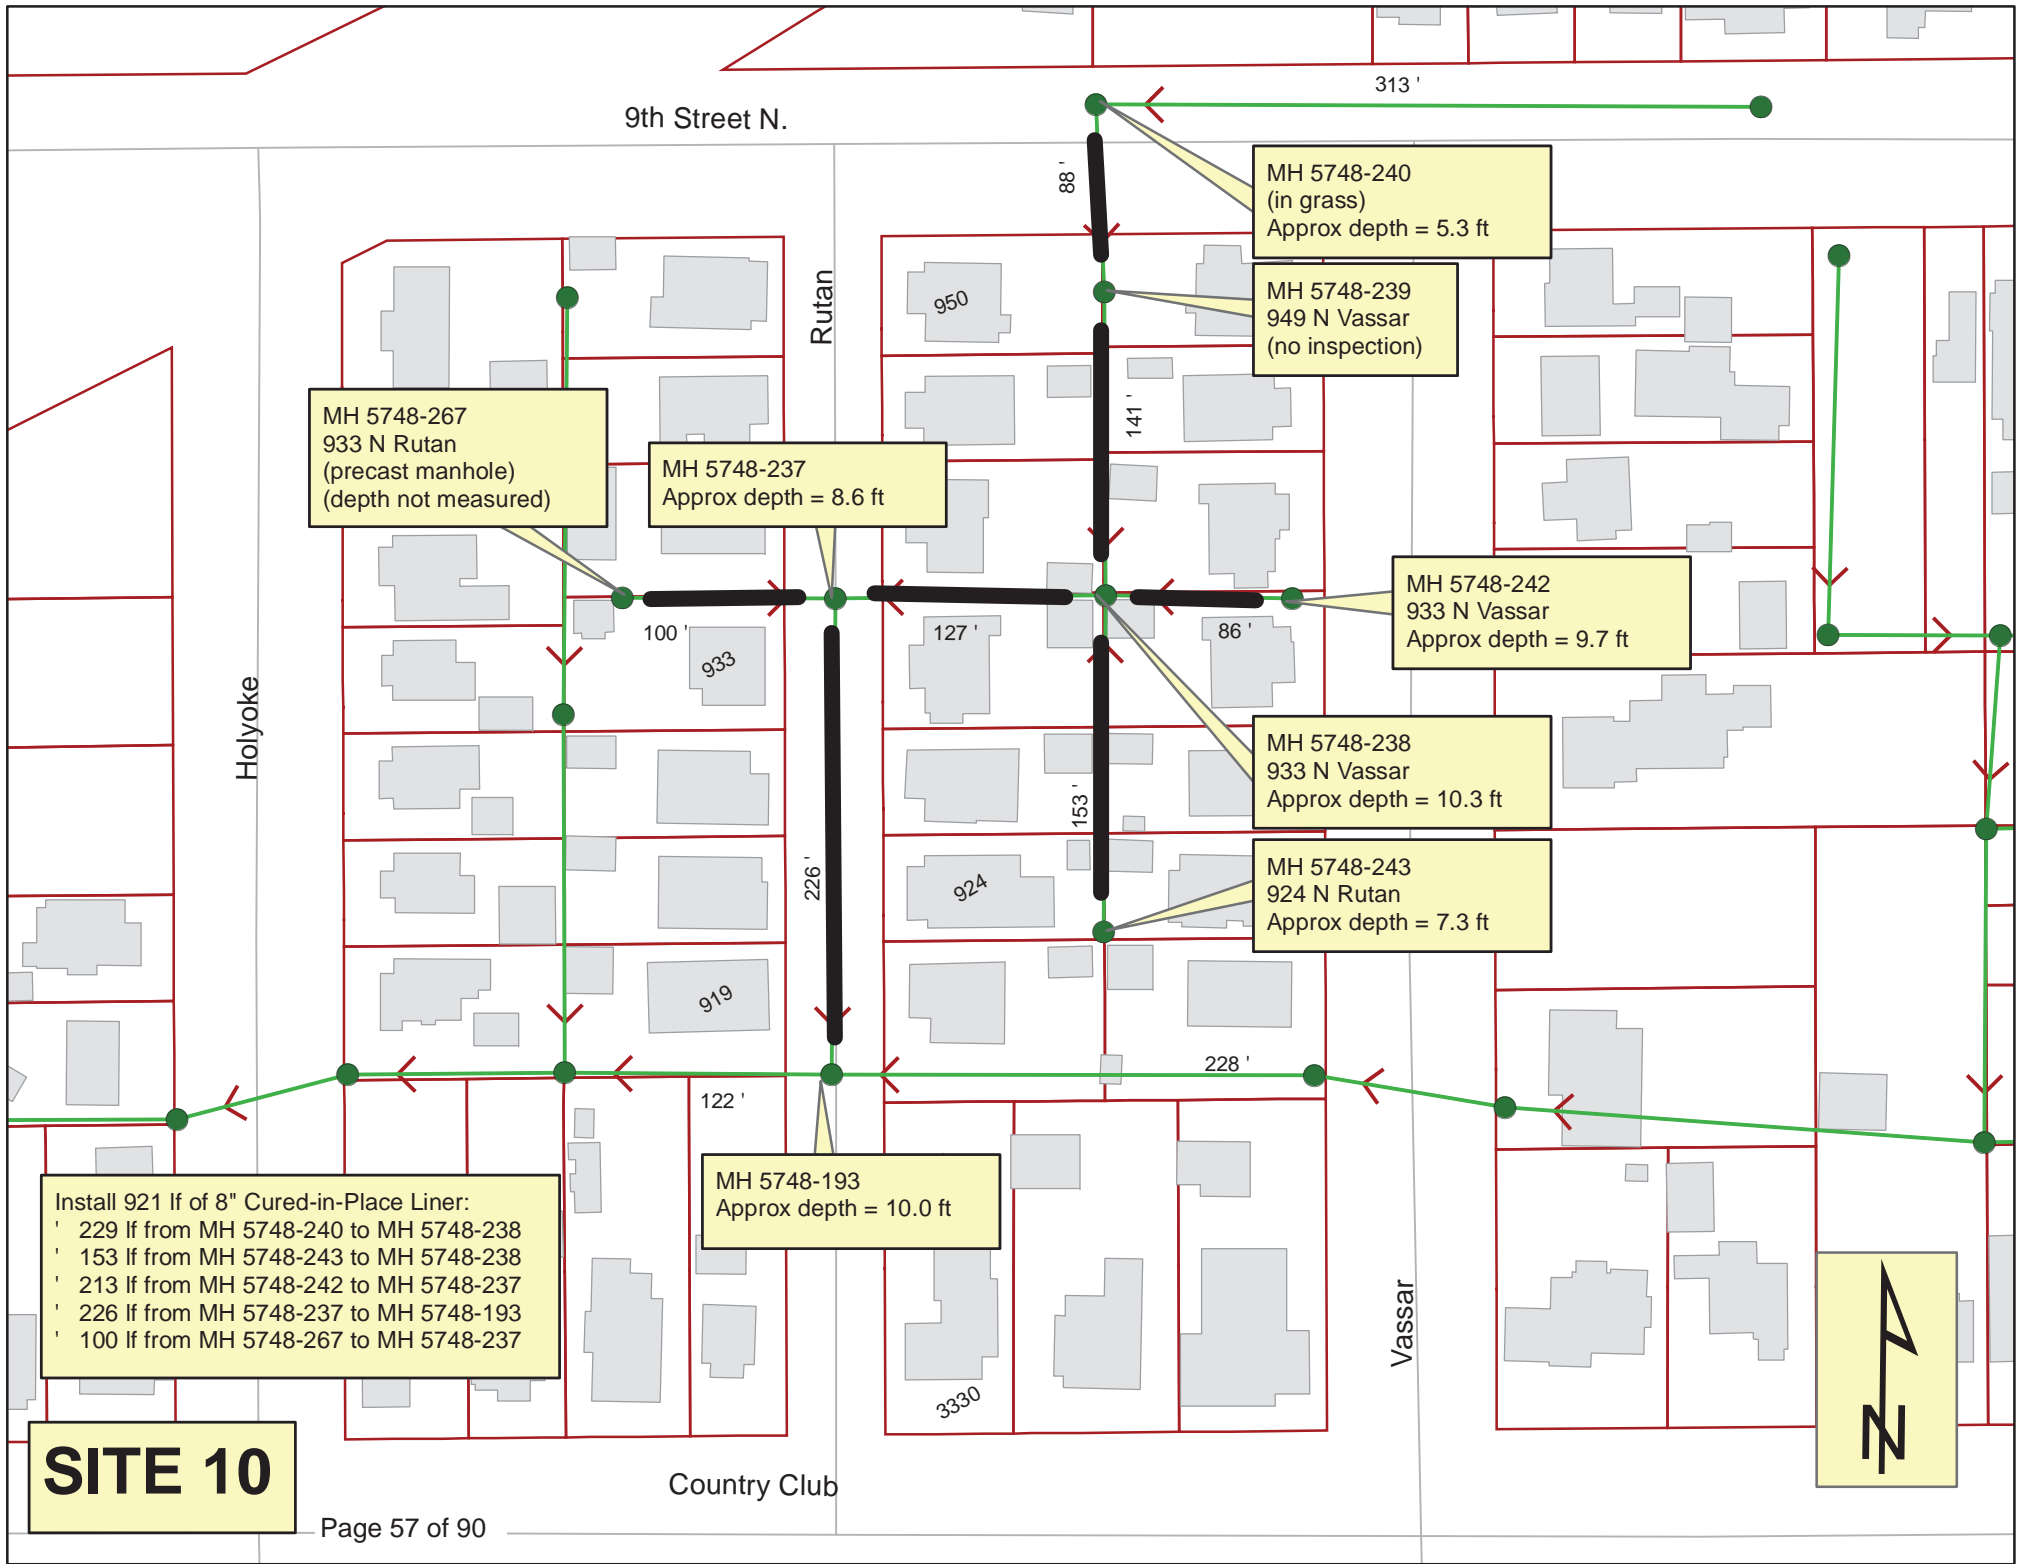 313 '
9th Street N.
88 '
MH 5748-240
(in grass)
Approx depth = 5.3 ft
MH 5748-239
949 N Vassar
(no inspection)
Rutan
950
141 '
MH 5748-267
933 N Rutan
(precast manhole)
(depth not measured)
MH 5748-237
Approx depth = 8.6 ft
MH 5748-242
933 N Vassar
Approx depth = 9.7 ft
100 '
127 '
86 '
933
Holyoke
MH 5748-238
933 N Vassar
Approx depth = 10.3 ft
153 '
226 '
924
MH 5748-243
924 N Rutan
Approx depth = 7.3 ft
919
228 '
122 '
MH 5748-193
Approx depth = 10.0 ft
Install 921 lf of 8" Cured-in-Place Liner:
' 229 lf from MH 5748-240 to MH 5748-238
' 153 lf from MH 5748-243 to MH 5748-238
' 213 lf from MH 5748-242 to MH 5748-237
' 226 lf from MH 5748-237 to MH 5748-193
' 100 lf from MH 5748-267 to MH 5748-237
Vassar
3330
N
SITE 10
Country Club
Page 57 of 90